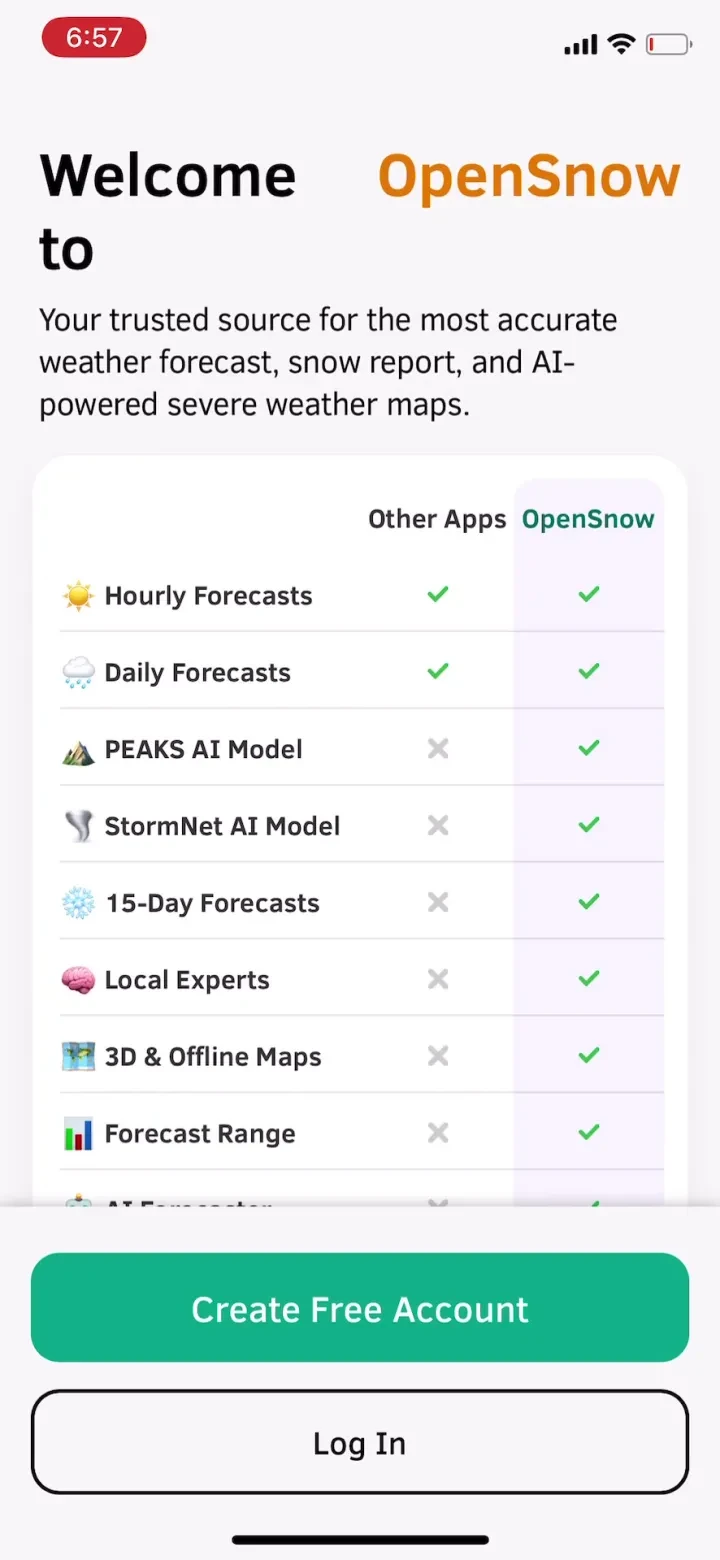 6:57
Welcome to OpenSnow
Your trusted source for the most accurate
weather forecast, snow report, and AI-
powered severe weather maps.
Other Apps OpenSnow
Hourly Forecasts
Daily Forecasts
PEAKS AI Model
StormNet AI Model
15-Day Forecasts
Local Experts
3D & Offline Maps
Forecast Range
AI Forecaster
Create Free Account
Log In